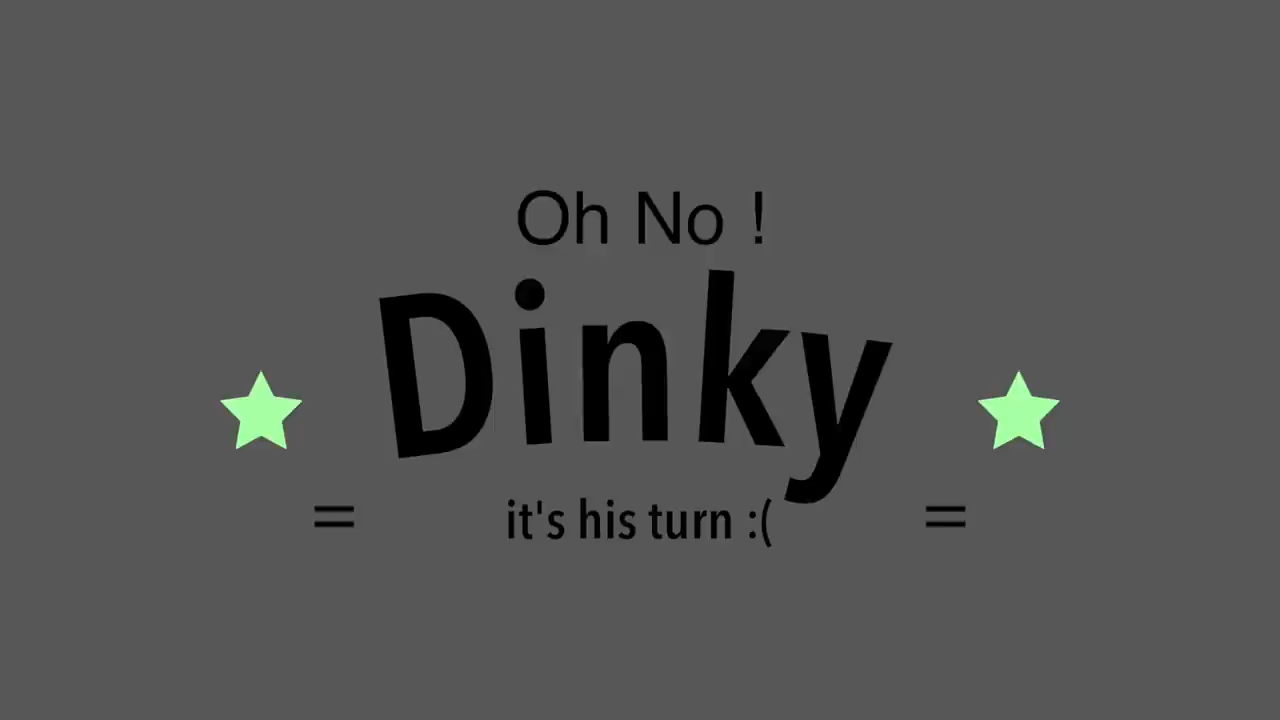 Oh No !
Dinky
= it's his turn :( =